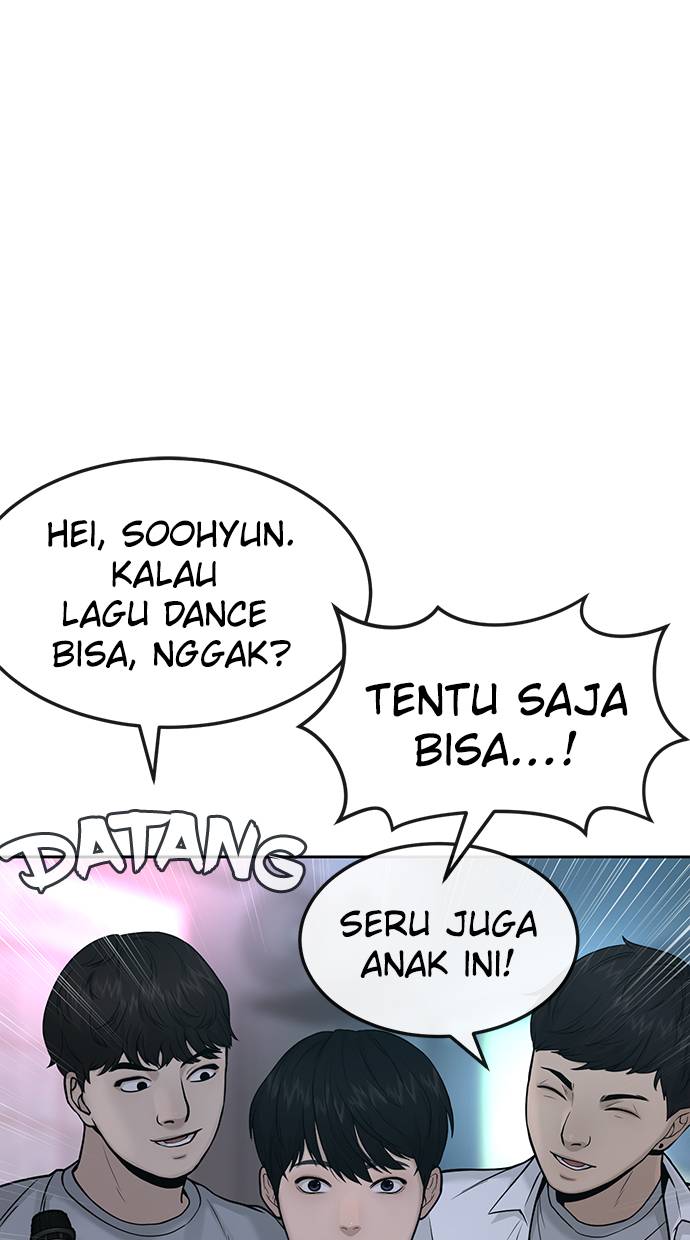 HEI, SOOHYUN.
KALAU
LAGU DANCE
BISA, NGGAK?
TENTU SAJA
BISA...!
DATANG
SERU JUGA
ANAK INI!